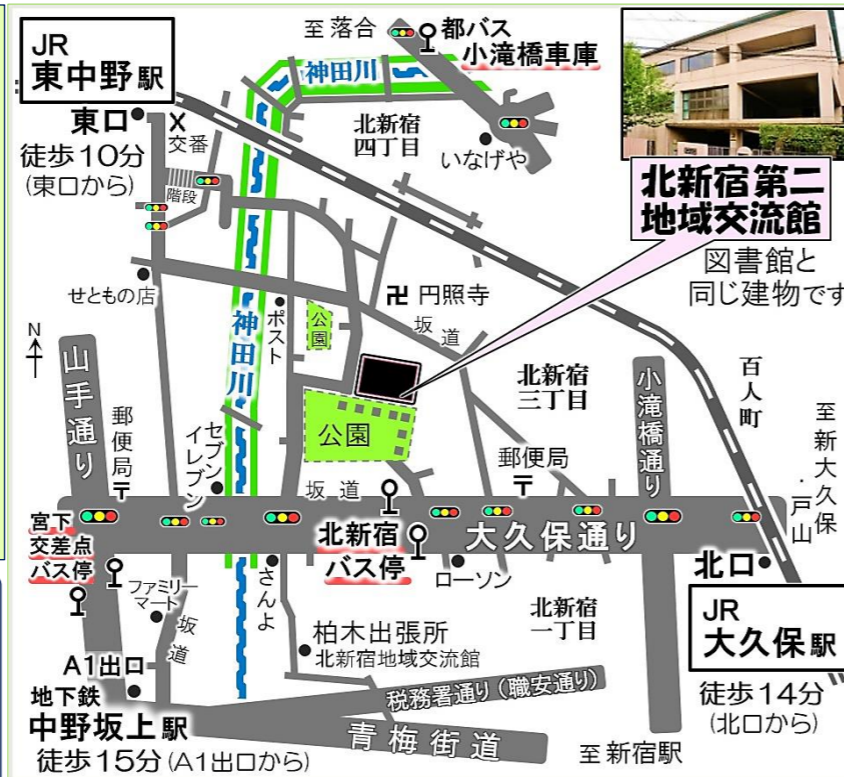 JR
東中野駅
東口
徒歩10分
(東口から)
X
交番
階段
至落合
都バス
小滝橋車庫
神田川
北新宿
四丁目
いなげや
北新宿第二
地域交流館
図書館と
同じ建物です
せともの店
ポスト
公園
卍 円照寺
坂道
神田川
N
山手通り
郵便局
〒
セブン
イレブン
公園
坂道
北新宿
三丁目
郵便局
〒
小滝橋通り
百人町
至新大久保
・戸山
宮下
交差点
バス停
北新宿
バス停
大久保通り
ローソン
さんよ
ファミリー
マート
坂道
北口
JR
大久保駅
徒歩14分
(北口から)
北新宿
一丁目
柏木出張所
北新宿地域交流館
A1出口
地下鉄
中野坂上駅
徒歩15分(A1出口から)
税務署通り(職安通り)
青梅街道
至新宿駅